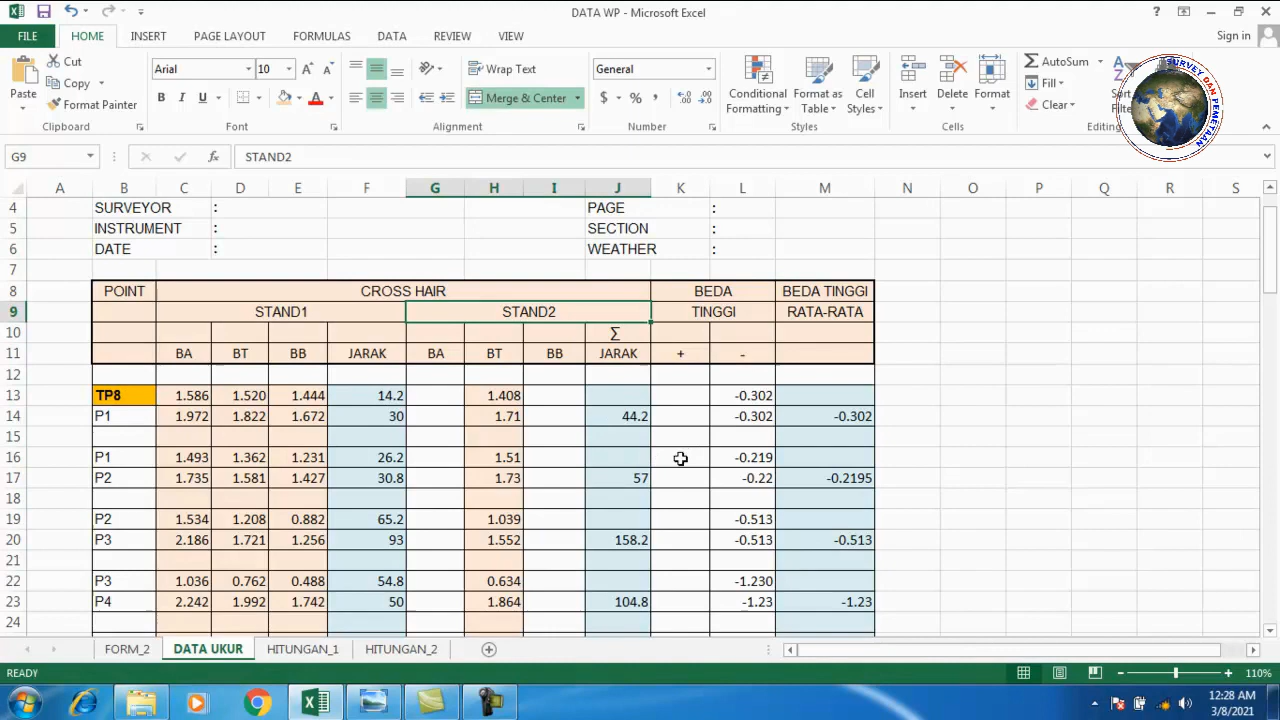 DATA WP - Microsoft Excel
Sign in
FILE HOME INSERT PAGE LAYOUT FORMULAS DATA REVIEW VIEW
Paste
Cut
Copy
Format Painter
Clipboard
Arial 10
B I U
Font
Wrap Text
Merge & Center
Alignment
General
$ % ,
Number
Conditional Formatting
Format as Table
Cell Styles
Styles
Insert Delete Format
Cells
AutoSum
Fill
Clear
Editing
SURVEY DAN PEMETAAN
G9 fx STAND2
A B C D E F G H I J K L M N O P Q R S
4 SURVEYOR : PAGE :
5 INSTRUMENT : SECTION :
6 DATE : WEATHER :
7
8 POINT CROSS HAIR BEDA BEDA TINGGI
9 STAND1 STAND2 TINGGI RATA-RATA
10 Σ
11 BA BT BB JARAK BA BT BB JARAK + -
12
13 TP8 1.586 1.520 1.444 14.2 1.408 -0.302
14 P1 1.972 1.822 1.672 30 1.71 44.2 -0.302 -0.302
15
16 P1 1.493 1.362 1.231 26.2 1.51 -0.219
17 P2 1.735 1.581 1.427 30.8 1.73 57 -0.22 -0.2195
18
19 P2 1.534 1.208 0.882 65.2 1.039 -0.513
20 P3 2.186 1.721 1.256 93 1.552 158.2 -0.513 -0.513
21
22 P3 1.036 0.762 0.488 54.8 0.634 -1.230
23 P4 2.242 1.992 1.742 50 1.864 104.8 -1.23 -1.23
24
FORM_2 DATA UKUR HITUNGAN_1 HITUNGAN_2
READY 110%
12:28 AM
3/8/2021